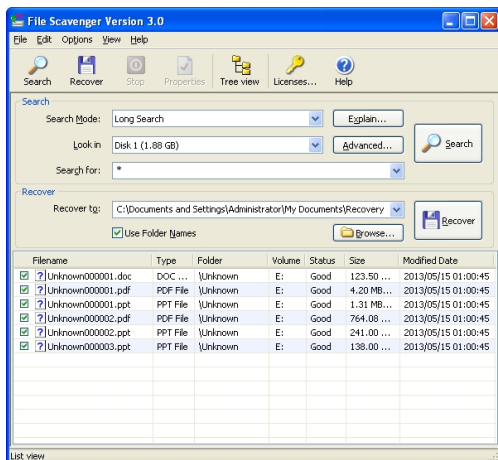 File Scavenger Version 3.0
File Edit Options View Help
Search Recover Stop Properties Tree view Licenses... Help
Search
Search Mode: Long Search Explain...
Look in Disk 1 (1.88 GB) Advanced... Search
Search for: *
Recover
Recover to: C:\Documents and Settings\Administrator\My Documents\Recovery Recover
Use Folder Names Browse...
Filename Type Folder Volume Status Size Modified Date
Unknown000001.doc DOC ... \Unknown E: Good 123.50 ... 2013/05/15 01:00:45
Unknown000001.pdf PDF File \Unknown E: Good 4.20 MB... 2013/05/15 01:00:45
Unknown000001.ppt PPT File \Unknown E: Good 1.31 MB... 2013/05/15 01:00:45
Unknown000002.pdf PDF File \Unknown E: Good 764.08 ... 2013/05/15 01:00:45
Unknown000002.ppt PPT File \Unknown E: Good 241.00 ... 2013/05/15 01:00:45
Unknown000003.ppt PPT File \Unknown E: Good 138.00 ... 2013/05/15 01:00:45
List view